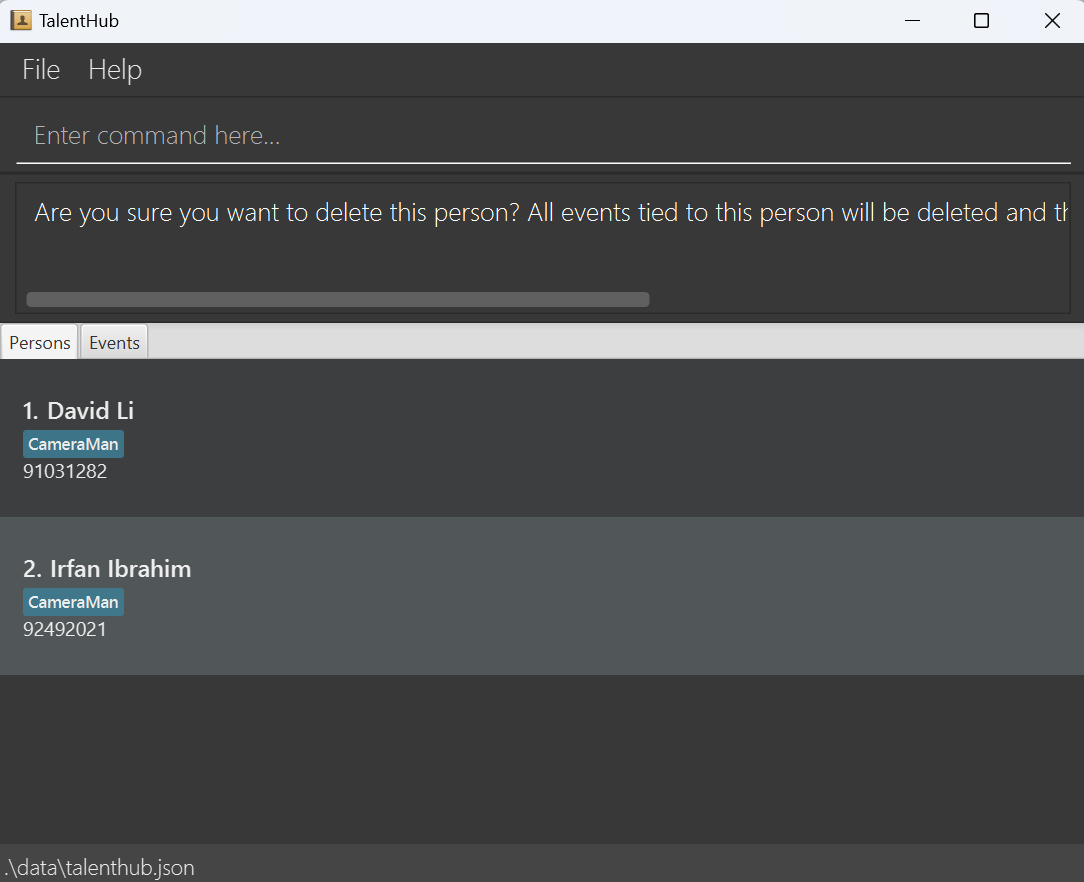 TalentHub
File Help
Enter command here...
Are you sure you want to delete this person? All events tied to this person will be deleted and
Persons Events
1. David Li
CameraMan
91031282
2. Irfan Ibrahim
CameraMan
92492021
.\data\talenthub.json